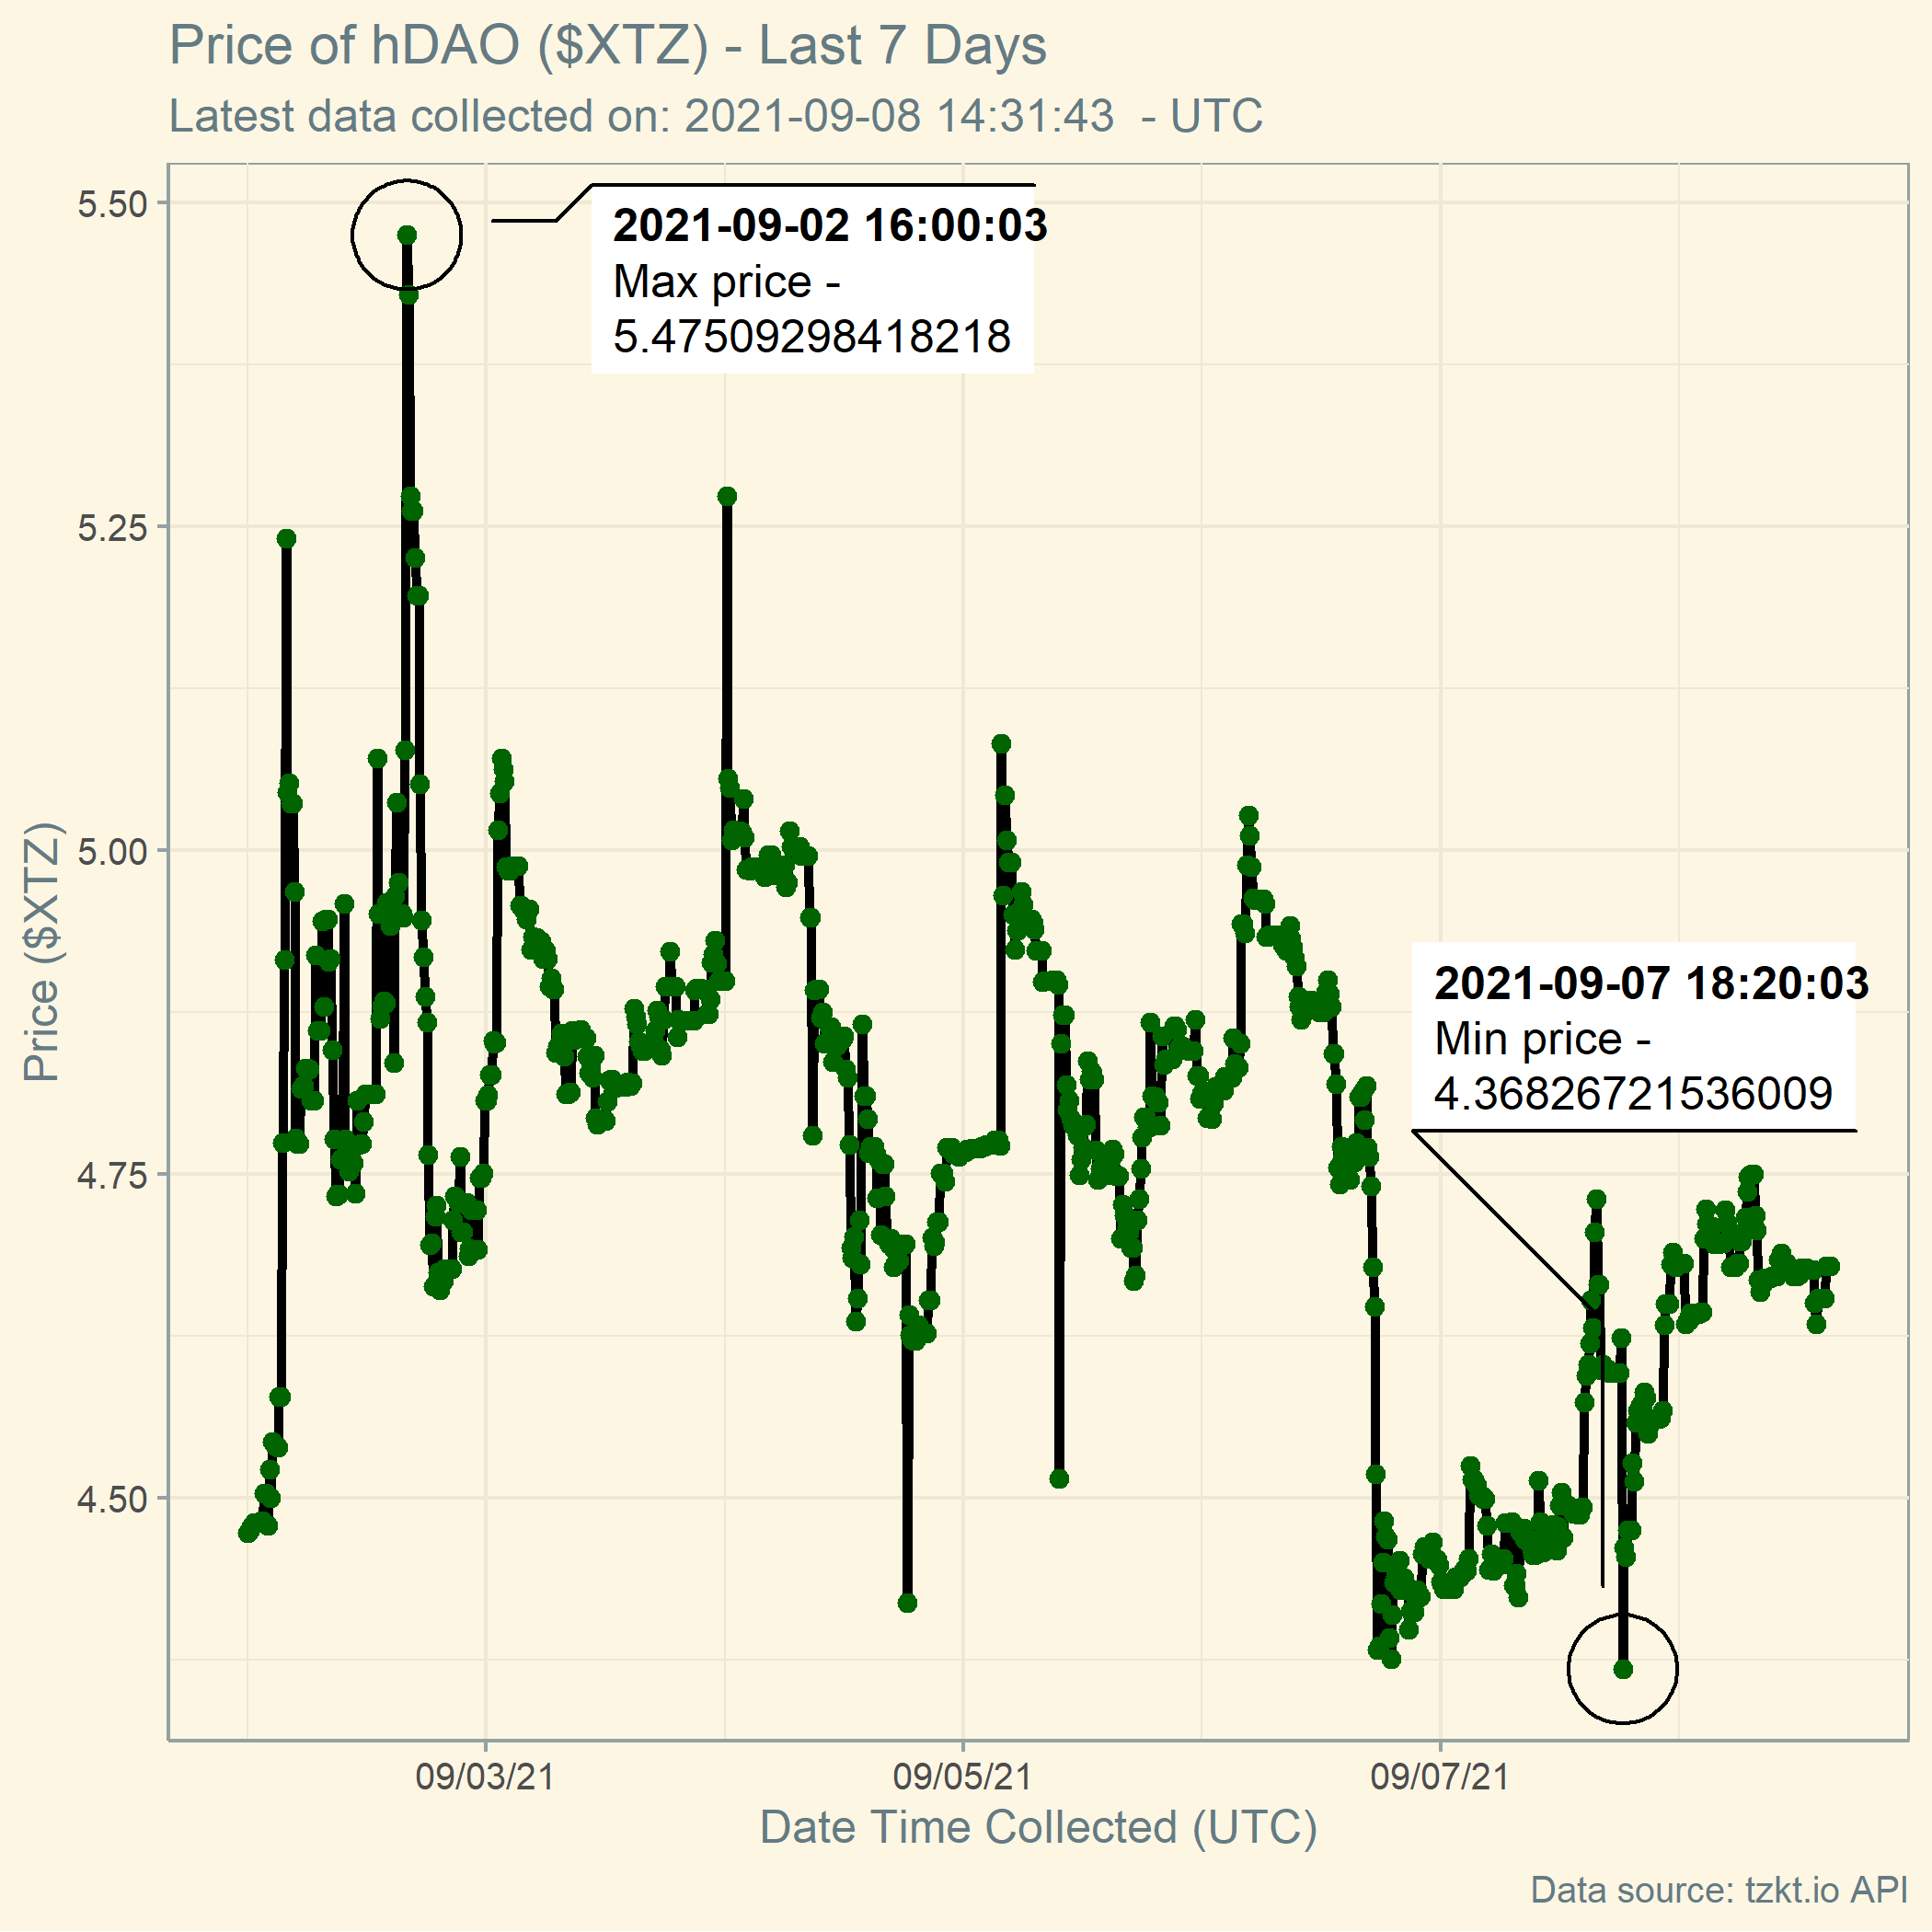 Price of hDAO ($XTZ) - Last 7 Days
Latest data collected on: 2021-09-08 14:31:43  - UTC
5.50
5.25
5.00
4.75
4.50
Price ($XTZ)
2021-09-02 16:00:03
Max price -
5.47509298418218
2021-09-07 18:20:03
Min price -
4.36826721536009
09/03/21
09/05/21
09/07/21
Date Time Collected (UTC)
Data source: tzkt.io API